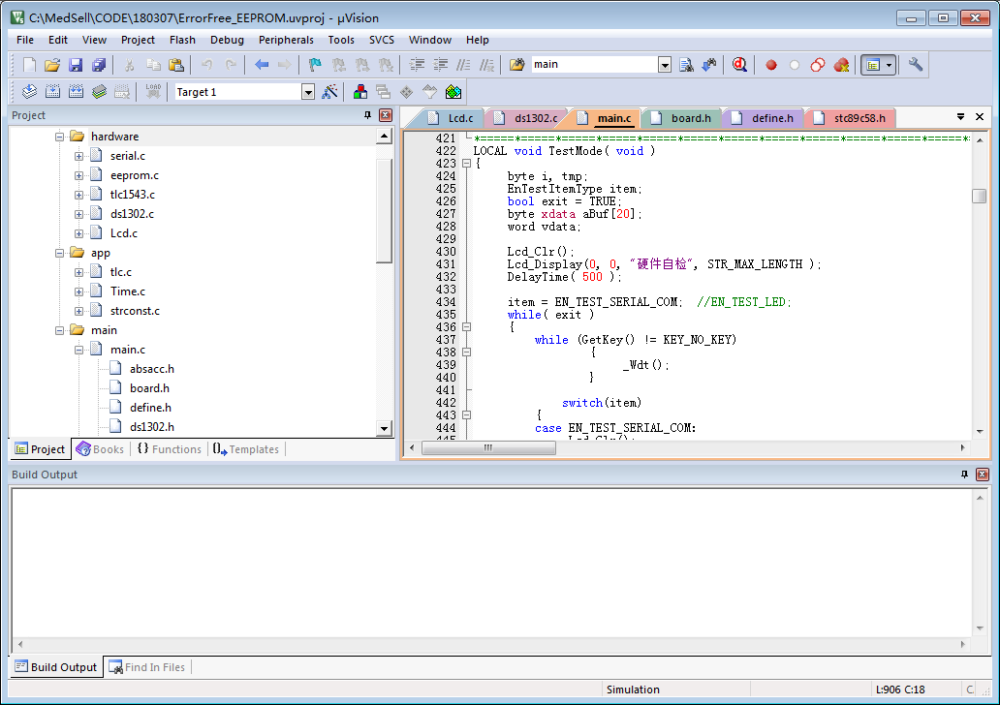 C:\MedSell\CODE\180307\ErrorFree_EEPROM.uvproj - µVision
File Edit View Project Flash Debug Peripherals Tools SVCS Window Help
main
LOAD Target 1
Project
Lcd.c ds1302.c main.c board.h define.h stc89c58.h
hardware
serial.c
eeprom.c
tlc1543.c
ds1302.c
Lcd.c
app
tlc.c
Time.c
strconst.c
main
main.c
absacc.h
board.h
define.h
ds1302.h
421 *=====*=====*=====*=====*=====*=====*=====*=====*=====*=====*=====*=====*
422 LOCAL void TestMode( void )
423 {
424 byte i, tmp;
425 EnTestItemType item;
426 bool exit = TRUE;
427 byte xdata aBuf[20];
428 word vdata;
429
430 Lcd_Clr();
431 Lcd_Display(0, 0, "硬件自检", STR_MAX_LENGTH );
432 DelayTime( 500 );
433
434 item = EN_TEST_SERIAL_COM; //EN_TEST_LED;
435 while( exit )
436 {
437 while (GetKey() != KEY_NO_KEY)
438 {
439 _Wdt();
440 }
441
442 switch(item)
443 {
444 case EN_TEST_SERIAL_COM:
445 Lcd_Clr();
Project Books {} Functions 0 Templates
Build Output
Build Output Find In Files
Simulation L:906 C:18 C